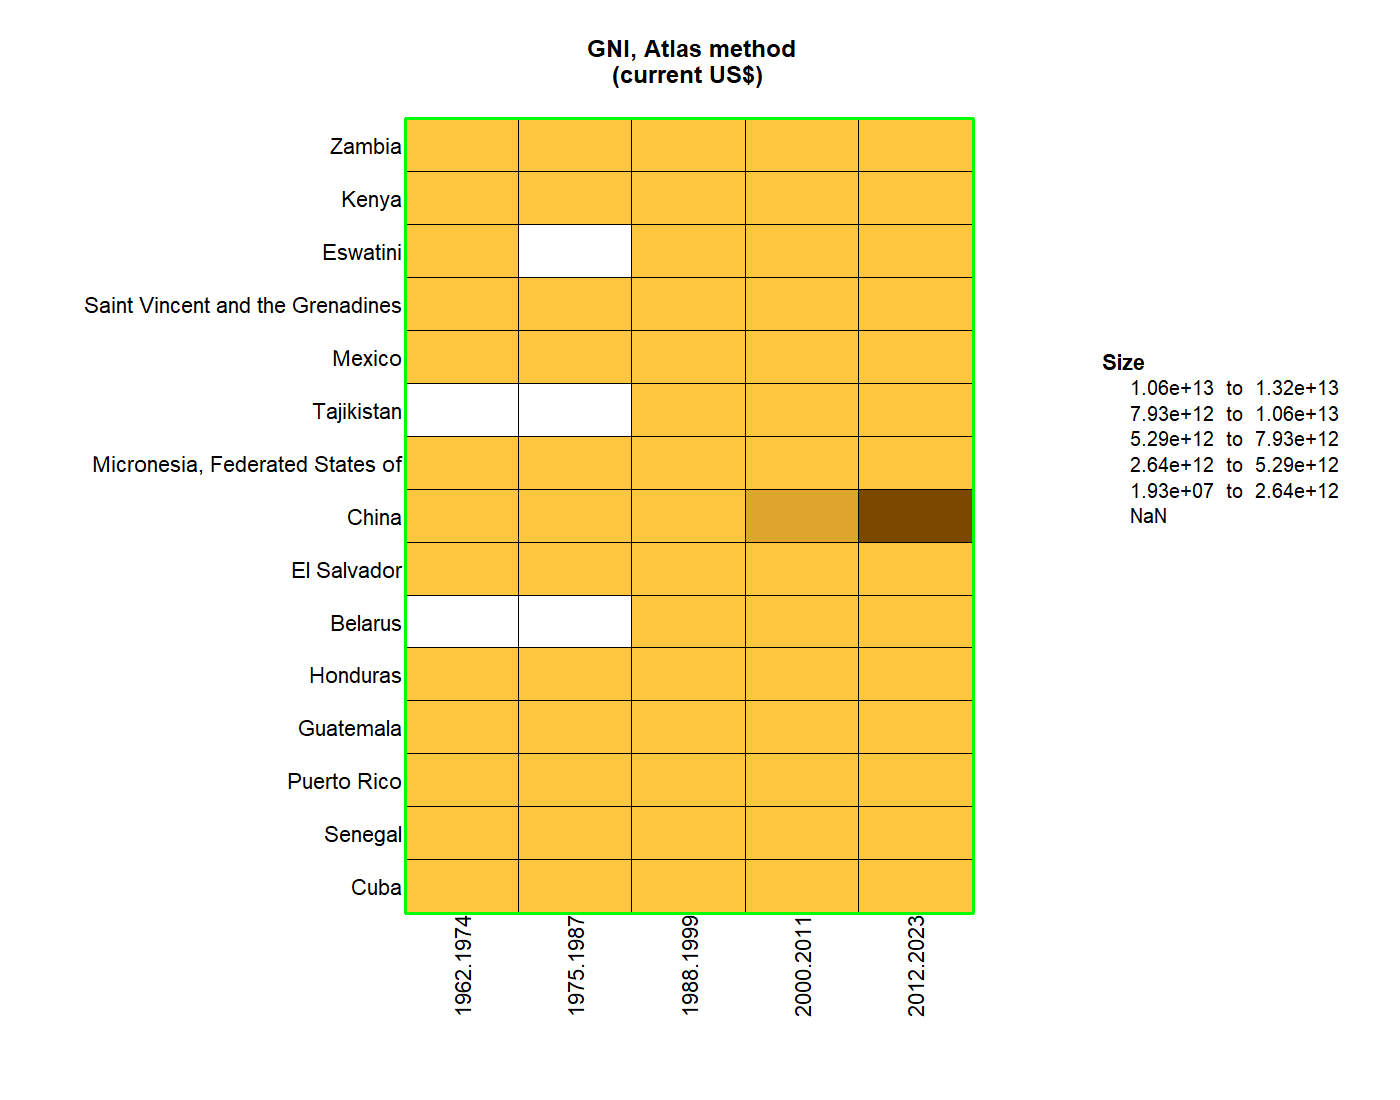 GNI, Atlas method
(current US$)
Zambia
Kenya
Eswatini
Saint Vincent and the Grenadines
Mexico
Tajikistan
Micronesia, Federated States of
China
El Salvador
Belarus
Honduras
Guatemala
Puerto Rico
Senegal
Cuba
1962.1974
1975.1987
1988.1999
2000.2011
2012.2023
Size
1.06e+13 to 1.32e+13
7.93e+12 to 1.06e+13
5.29e+12 to 7.93e+12
2.64e+12 to 5.29e+12
1.93e+07 to 2.64e+12
NaN